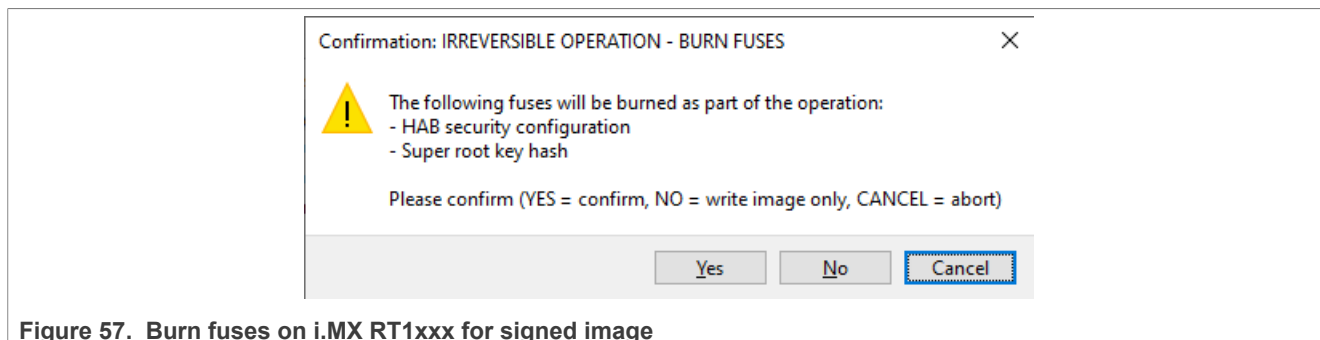 Confirmation: IRREVERSIBLE OPERATION - BURN FUSES
The following fuses will be burned as part of the operation:
- HAB security configuration
- Super root key hash
Please confirm (YES = confirm, NO = write image only, CANCEL = abort)
Yes No Cancel
Figure 57. Burn fuses on i.MX RT1xxx for signed image